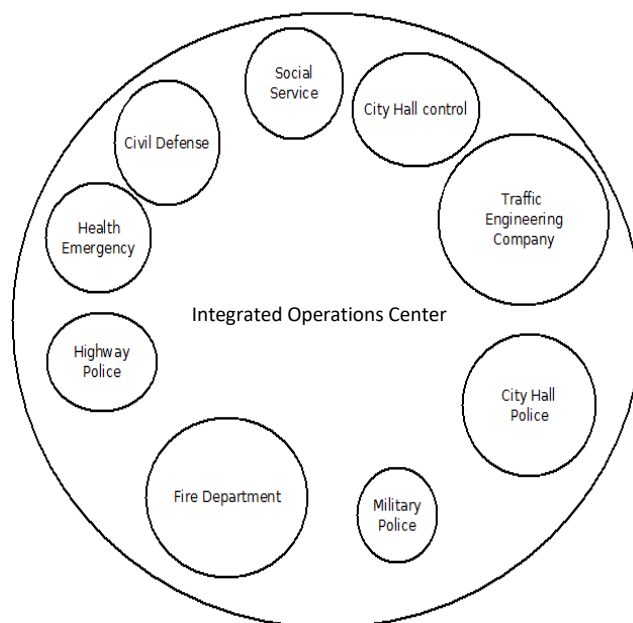 Social
Service
City Hall control
Civil Defense
Traffic
Engineering
Company
Health
Emergency
Integrated Operations Center
Highway
Police
City Hall
Police
Fire Department
Military
Police